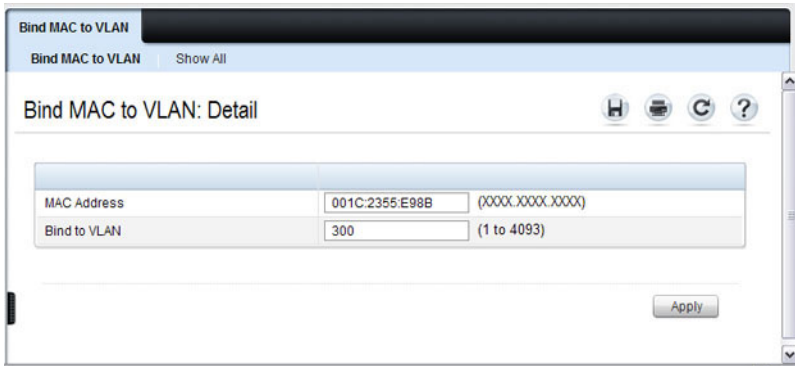 Bind MAC to VLAN
Bind MAC to VLAN Show All
Bind MAC to VLAN: Detail
MAC Address 001C:2355:E98B (XXXX.XXXX.XXXX)
Bind to VLAN 300 (1 to 4093)
Apply